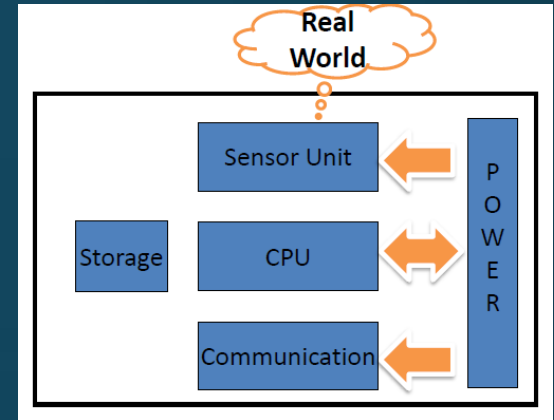 Real
World
Sensor Unit
Storage
CPU
Communication
P
O
W
E
R